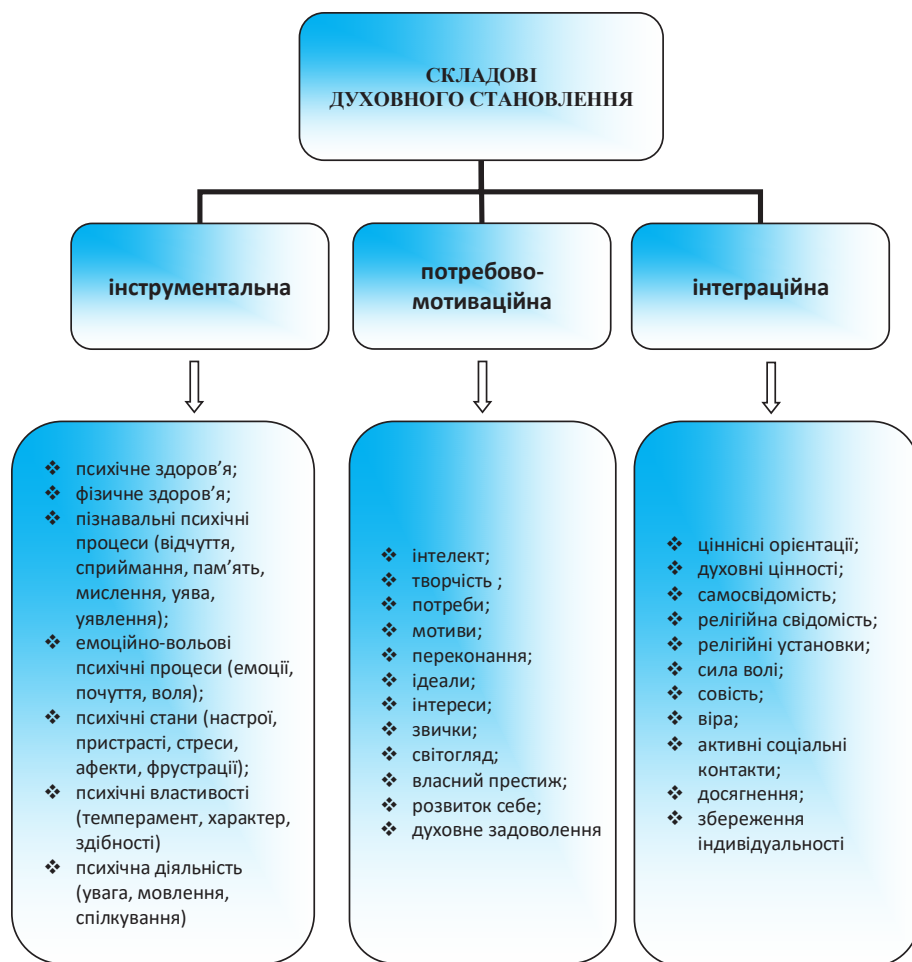 СКЛАДОВІ
ДУХОВНОГО СТАНОВЛЕННЯ
інструментальна
потребово-
мотиваційна
інтеграційна
❖ психічне здоров’я;
❖ фізичне здоров’я;
❖ пізнавальні психічні
процеси (відчуття,
сприймання, пам’ять,
мислення, уява,
уявлення);
❖ емоційно-вольові
психічні процеси (емоції,
почуття, воля);
❖ психічні стани (настрої,
пристрасті, стреси,
афекти, фрустрації);
❖ психічні властивості
(темперамент, характер,
здібності)
❖ психічна діяльність
(увага, мовлення,
спілкування)
❖ інтелект;
❖ творчість ;
❖ потреби;
❖ мотиви;
❖ переконання;
❖ ідеали;
❖ інтереси;
❖ звички;
❖ світогляд;
❖ власний престиж;
❖ розвиток себе;
❖ духовне задоволення
❖ ціннісні орієнтації;
❖ духовні цінності;
❖ самосвідомість;
❖ релігійна свідомість;
❖ релігійні установки;
❖ сила волі;
❖ совість;
❖ віра;
❖ активні соціальні
контакти;
❖ досягнення;
❖ збереження
індивідуальності